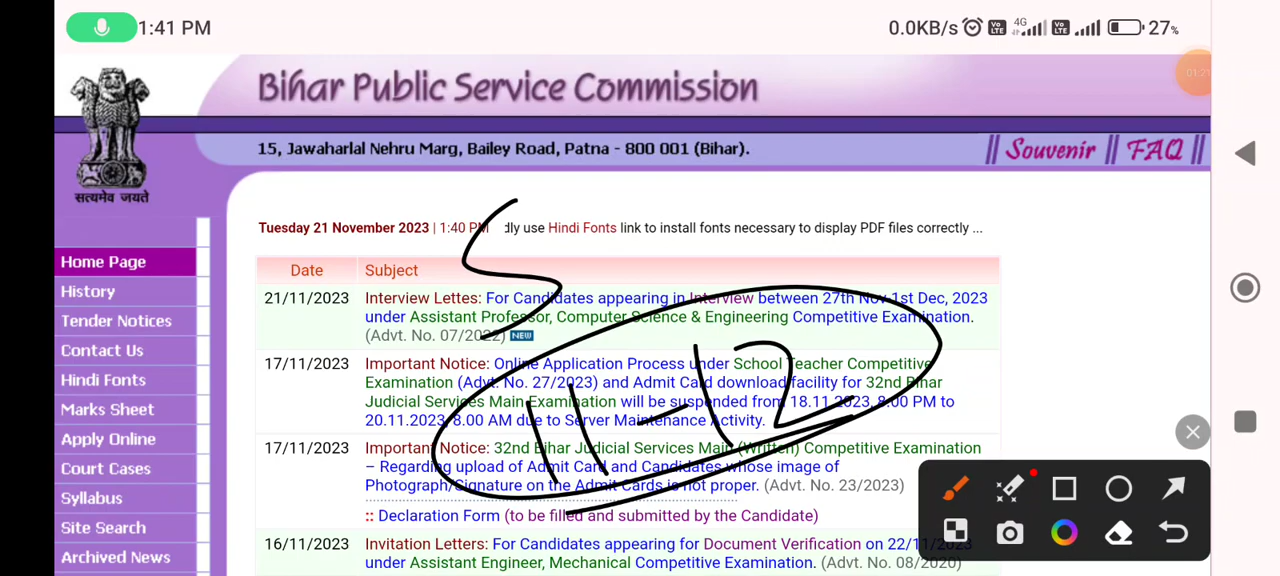 1:41 PM
0.0KB/s 4G 27%
01:21
Bihar Public Service Commission
15, Jawaharlal Nehru Marg, Bailey Road, Patna - 800 001 (Bihar).
|| Souvenir || FAQ ||
सत्यमेव जयते
Tuesday 21 November 2023 | 1:40 PM dly use Hindi Fonts link to install fonts necessary to display PDF files correctly ...
Home Page
History
Tender Notices
Contact Us
Hindi Fonts
Marks Sheet
Apply Online
Court Cases
Syllabus
Site Search
Archived News
Date Subject
21/11/2023 Interview Lettes: For Candidates appearing in Interview between 27th Nov-1st Dec, 2023
under Assistant Professor, Computer Science & Engineering Competitive Examination.
(Advt. No. 07/2022) NEW
17/11/2023 Important Notice: Online Application Process under School Teacher Competitive
Examination (Advt. No. 27/2023) and Admit Card download facility for 32nd Bihar
Judicial Services Main Examination will be suspended from 18.11.2023, 8.00 PM to
20.11.2023, 8.00 AM due to Server Maintenance Activity.
17/11/2023 Important Notice: 32nd Bihar Judicial Services Main (Written) Competitive Examination
– Regarding upload of Admit Card and Candidates whose image of
Photograph/Signature on the Admit Cards is not proper. (Advt. No. 23/2023)
:: Declaration Form (to be filled and submitted by the Candidate)
16/11/2023 Invitation Letters: For Candidates appearing for Document Verification on 22/11/2023
under Assistant Engineer, Mechanical Competitive Examination. (Advt. No. 08/2020)
11-12